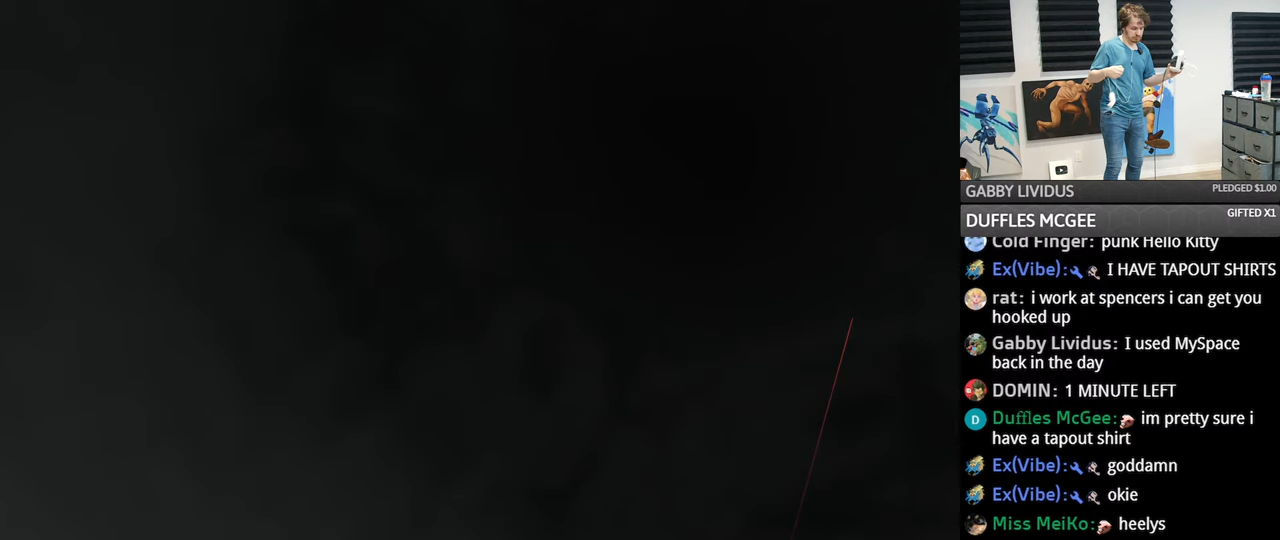 GABBY LIVIDUS PLEDGED $1.00
DUFFLES MCGEE GIFTED X1
Cold Finger: punk Hello Kitty
Ex(Vibe): I HAVE TAPOUT SHIRTS
rat: i work at spencers i can get you
hooked up
Gabby Lividus: I used MySpace
back in the day
DOMIN: 1 MINUTE LEFT
D Duffles McGee: im pretty sure i
have a tapout shirt
Ex(Vibe): goddamn
Ex(Vibe): okie
Miss MeiKo: heelys